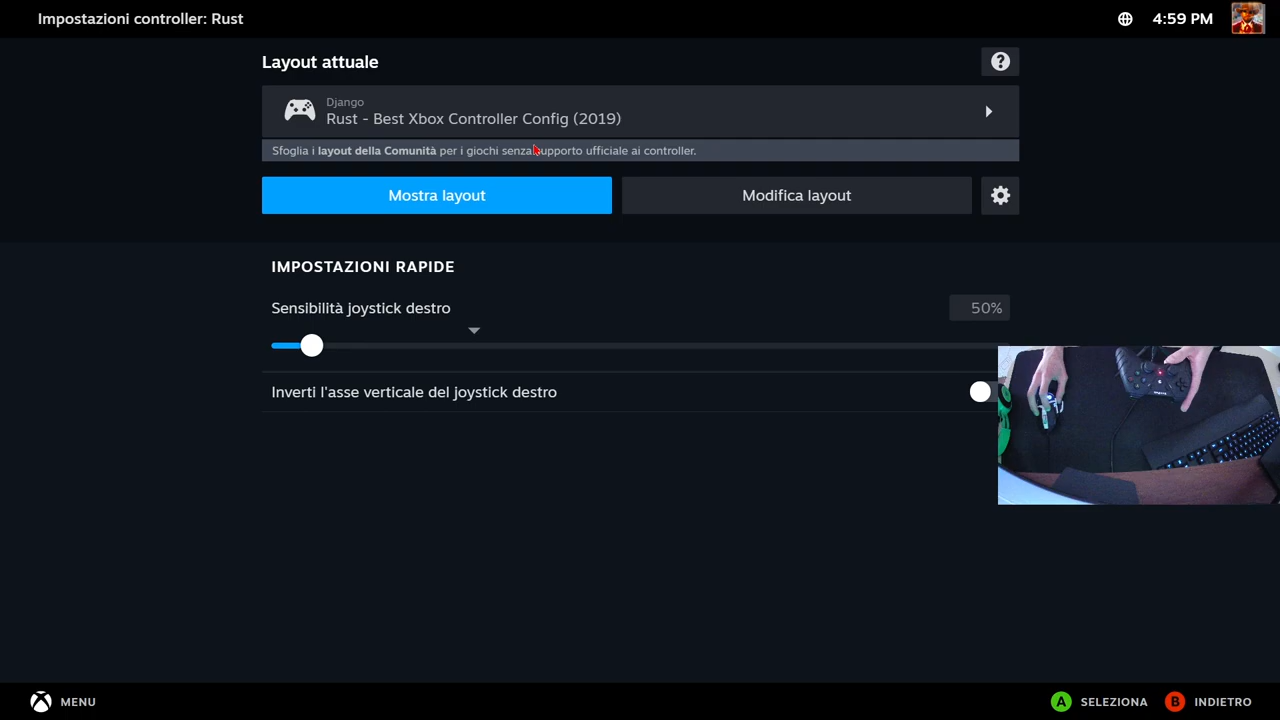 Impostazioni controller: Rust
4:59 PM
Layout attuale
Django
Rust - Best Xbox Controller Config (2019)
Sfoglia i layout della Comunità per i giochi senza supporto ufficiale ai controller.
Mostra layout
Modifica layout
IMPOSTAZIONI RAPIDE
Sensibilità joystick destro
50%
Inverti l'asse verticale del joystick destro
MENU
A SELEZIONA
B INDIETRO